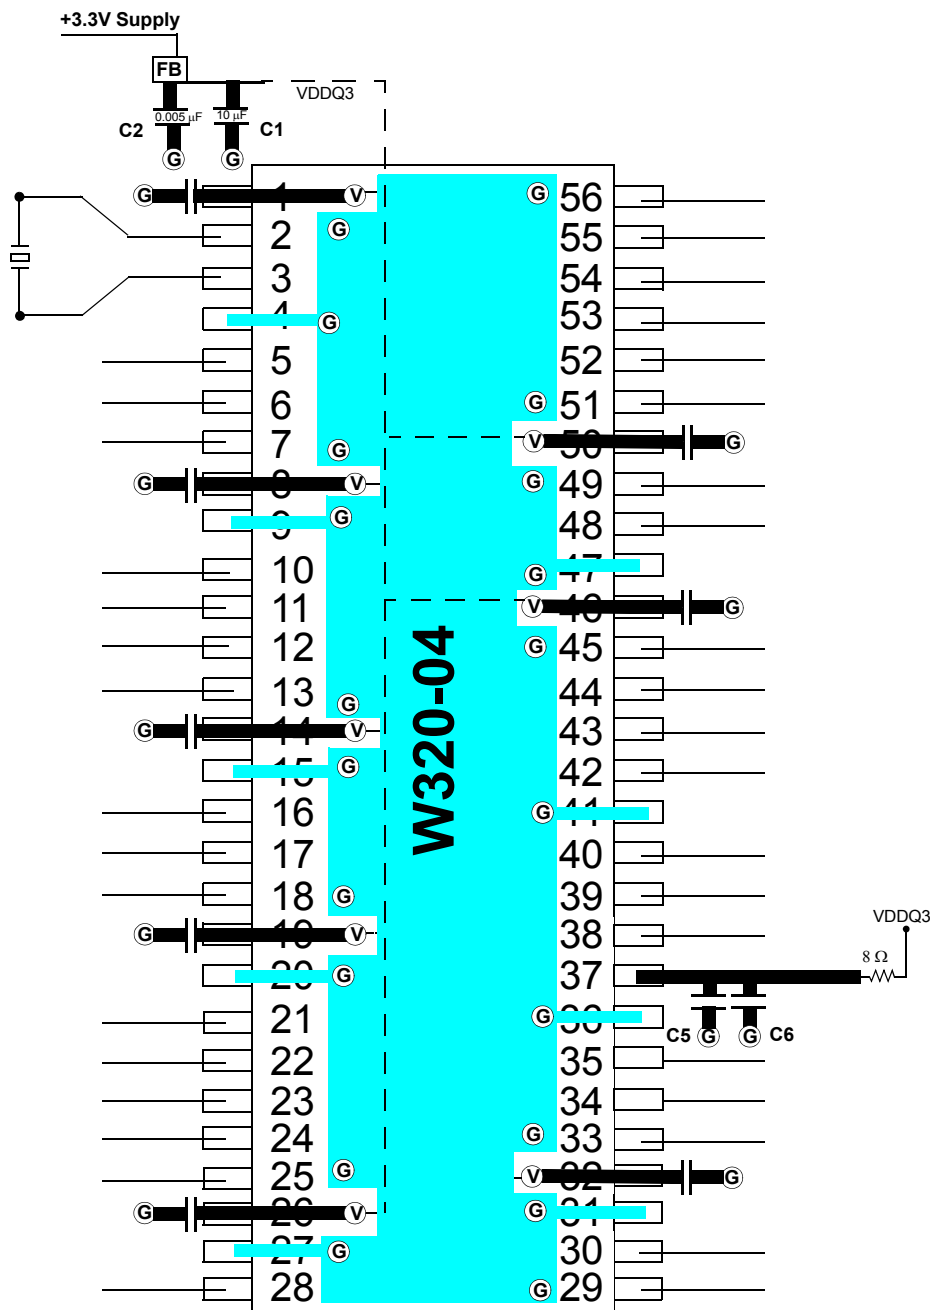 +3.3V Supply
FB
VDDQ3
0.005 μF
10 μF
C2
C1
G G
G 1 V G 56
2 G 55
3 54
4 G 53
5 52
6 G 51
7 G V 50 G
G 8 V G 49
9 G 48
10 G 47
11 V 46 G
12 G 45
13 G 44
G 14 V 43
15 G 42
16 G 41
17 40
18 G 39
G 19 V 38
W320-04
VDDQ3
8 Ω
20 G 37
21 G 36
C5 G G C6
22 35
23 34
24 G 33
25 G V 32 G
G 26 V G 31
27 G 30
28 G 29